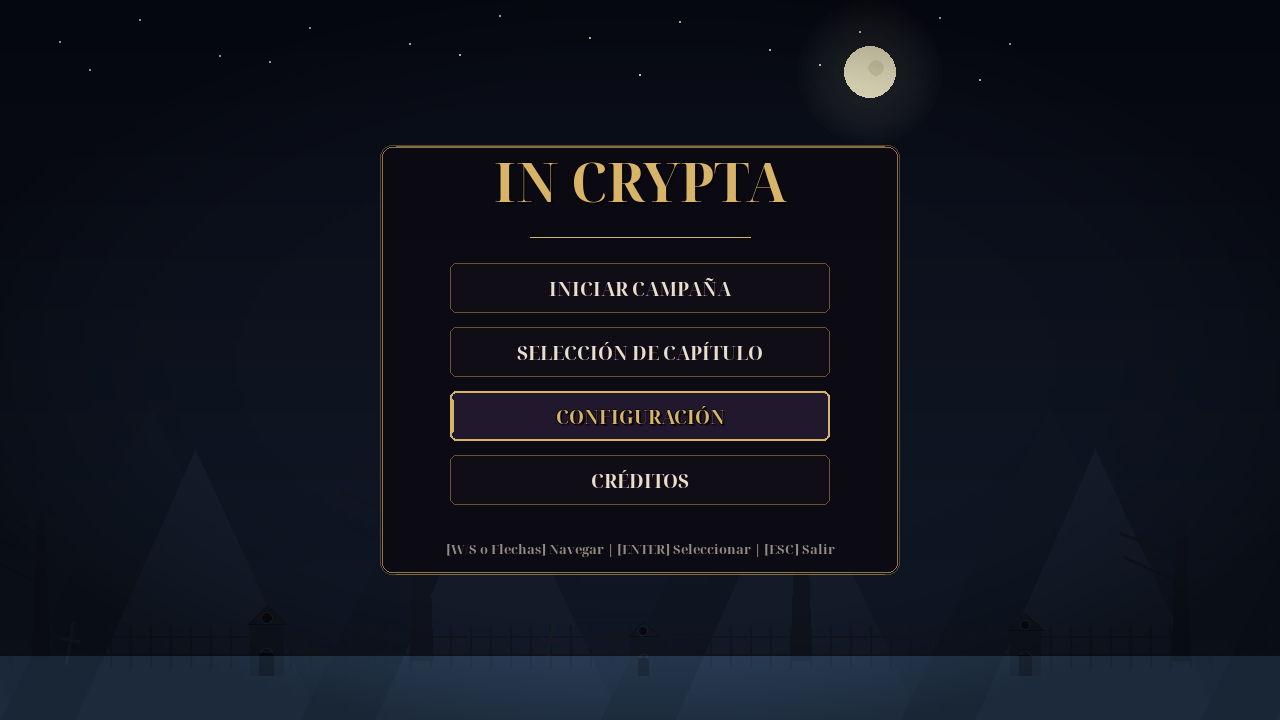 IN CRYPTA
INICIAR CAMPAÑA
SELECCIÓN DE CAPÍTULO
CONFIGURACIÓN
CRÉDITOS
[W S o Flechas] Navegar | [ENTER] Seleccionar | [ESC] Salir